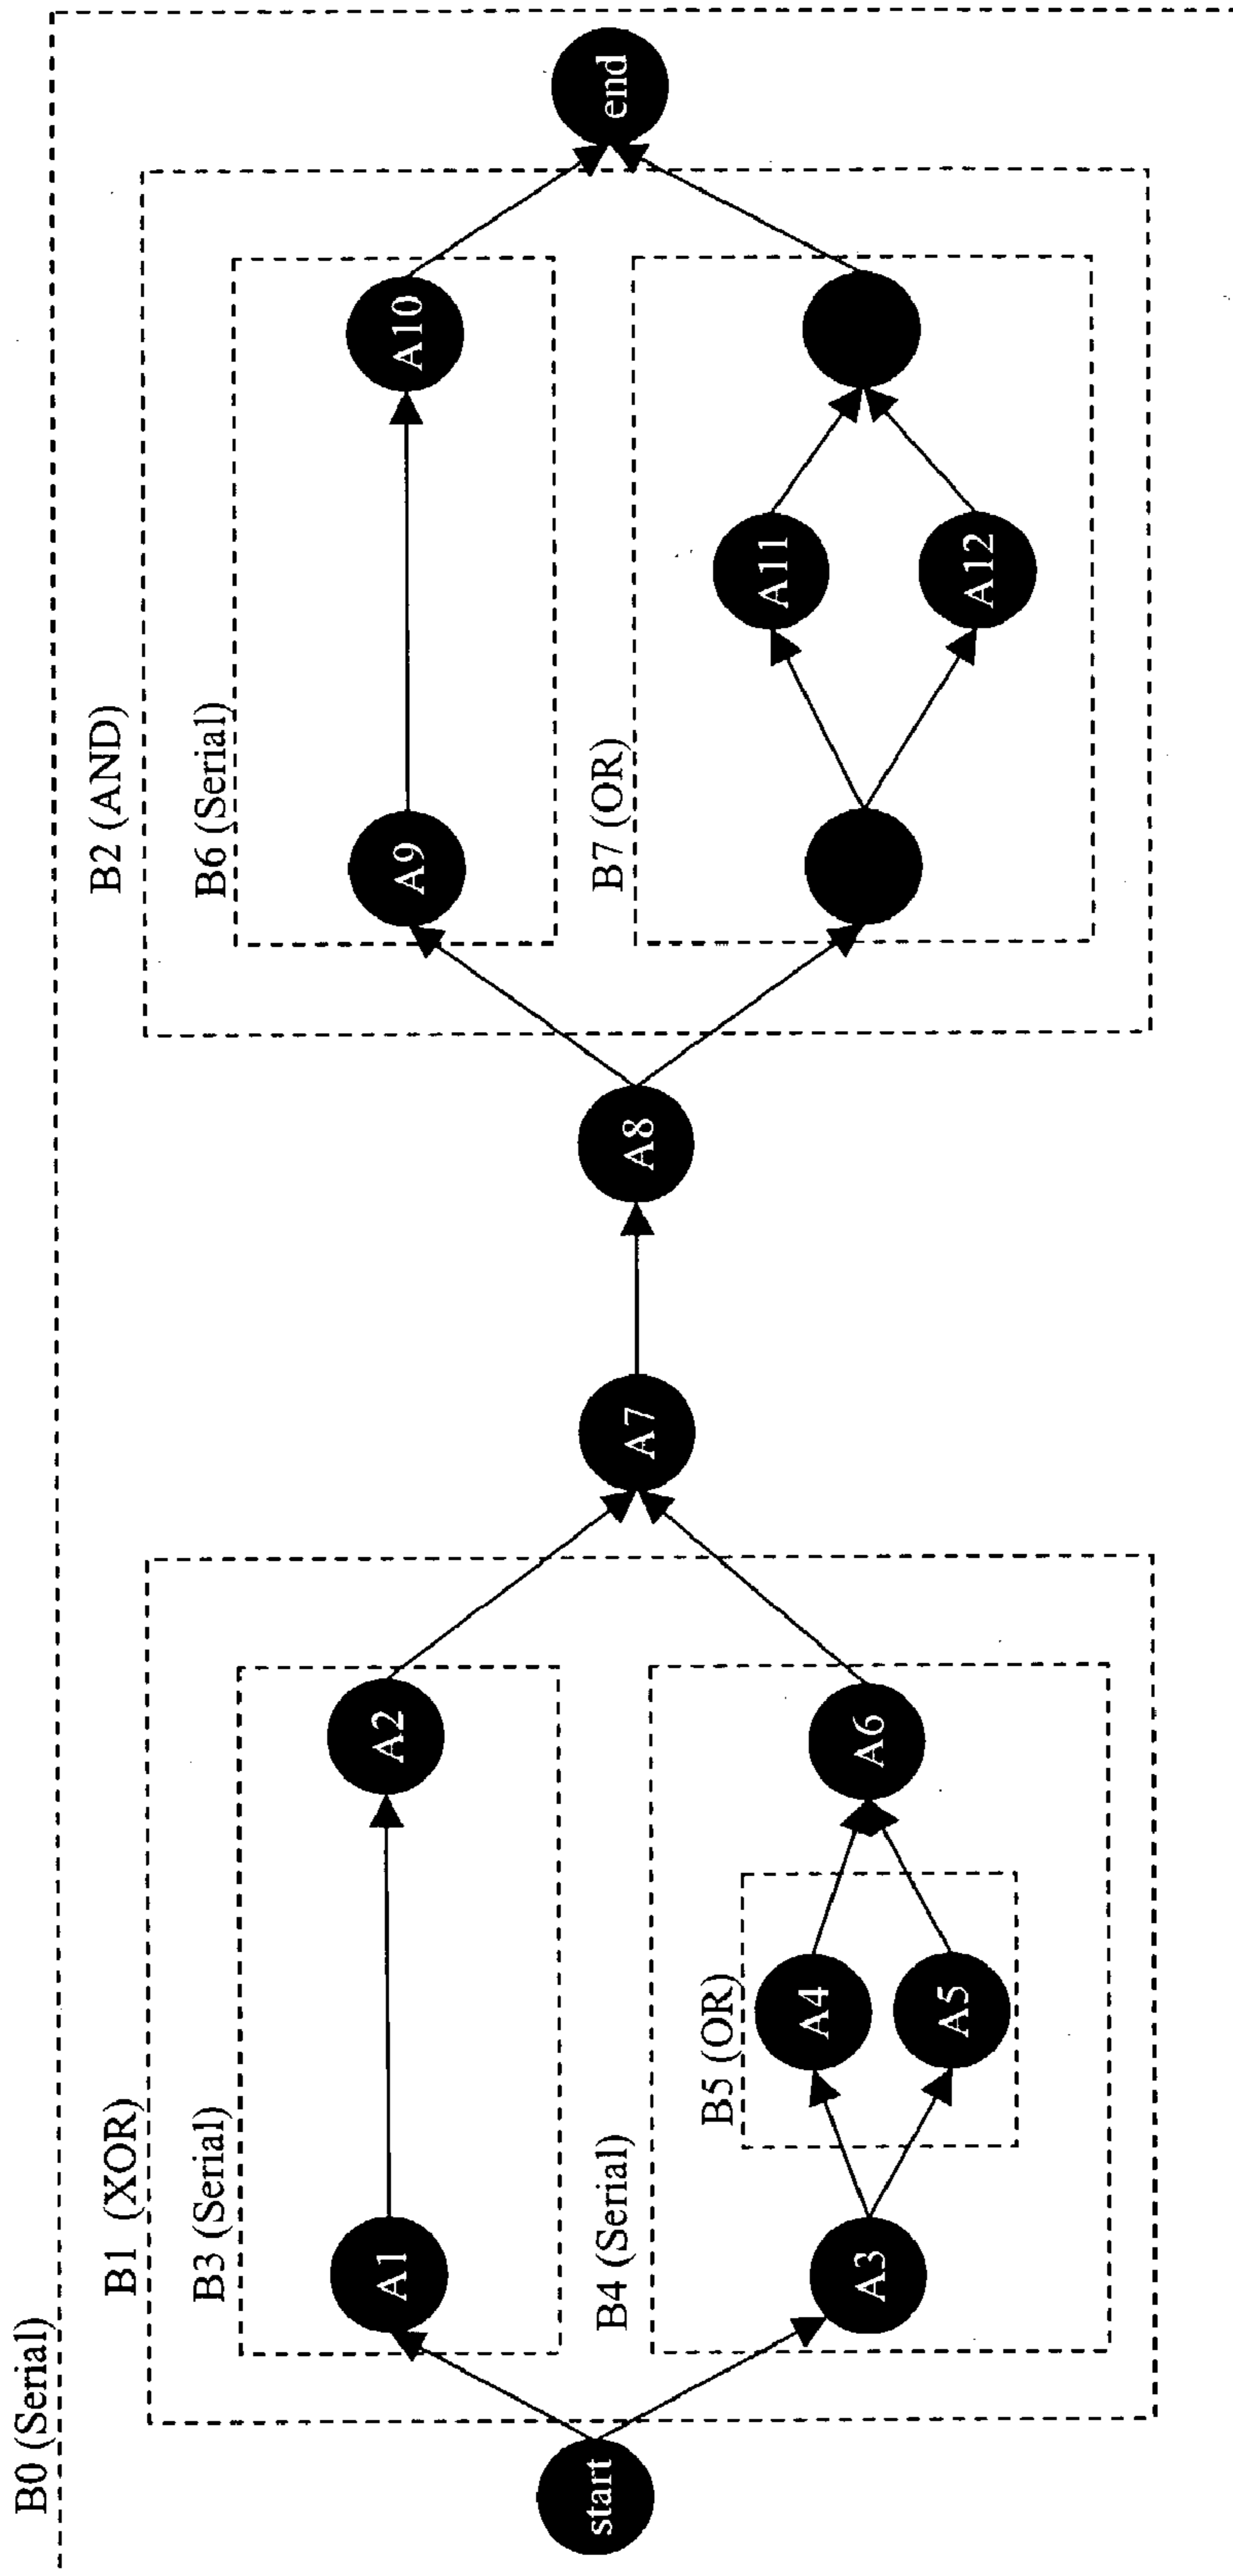 B0 (Serial)
B1 (XOR)
B3 (Serial)
B4 (Serial)
B5 (OR)
start
A1
A2
A3
A4
A5
A6
A7
A8
B2 (AND)
B6 (Serial)
A9
A10
B7 (OR)
A11
A12
end